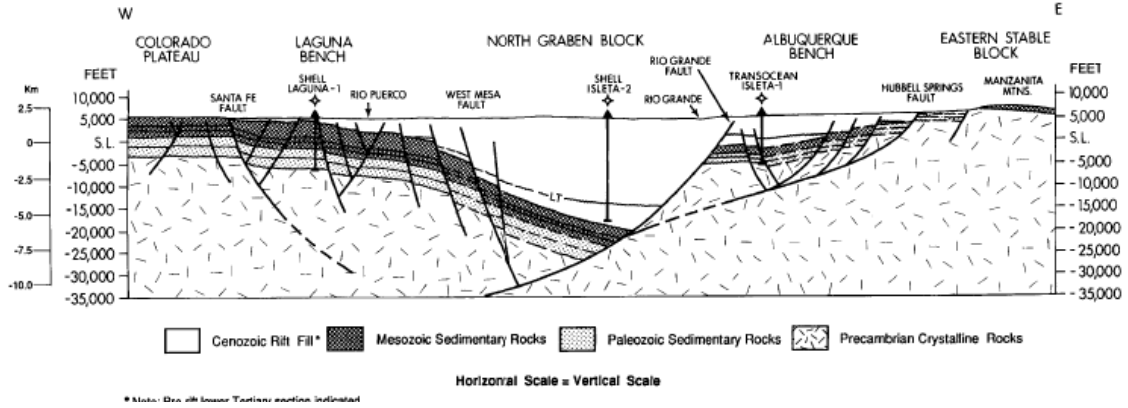 W
E
COLORADO
PLATEAU
LAGUNA
BENCH
NORTH GRABEN BLOCK
ALBUQUERQUE
BENCH
EASTERN STABLE
BLOCK
FEET
FEET
Km
SANTA FE
FAULT
SHELL
LAGUNA-1
RIO PUERCO
WEST MESA
FAULT
SHELL
ISLETA-2
RIO GRANDE
FAULT
RIO GRANDE
TRANSOCEAN
ISLETA-1
HUBBELL SPRINGS
FAULT
MANZANITA
MTNS.
2.5
0
-2.5
-5.0
-7.5
-10.0
10,000
5,000
S.L.
-5,000
-10,000
-15,000
-20,000
-25,000
-30,000
-35,000
LT
10,000
5,000
S.L.
-5,000
-10,000
-15,000
-20,000
-25,000
-30,000
-35,000
Cenozoic Rift Fill* Mesozoic Sedimentary Rocks Paleozoic Sedimentary Rocks Precambrian Crystalline Rocks
Horizontal Scale = Vertical Scale
* Note: Pre-rift lower Tertiary section indicated